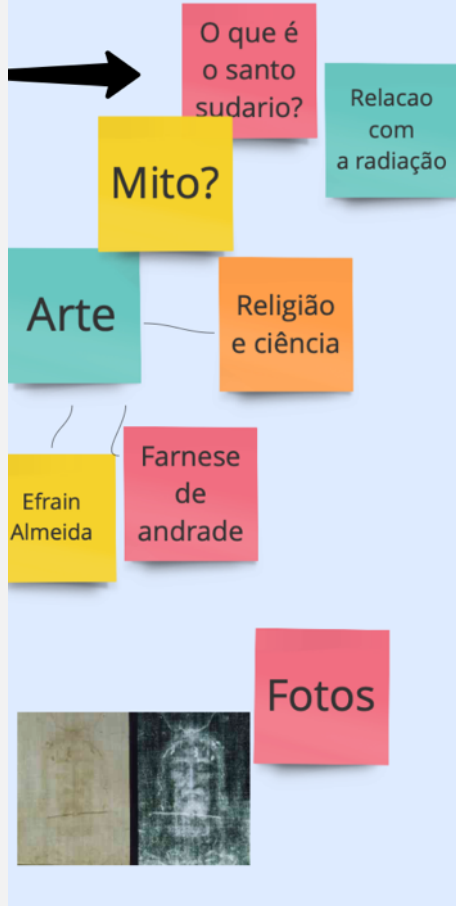 O que é
o santo
sudario?
Relacao
com
a radiação
Mito?
Arte
Religião
e ciência
Farnese
de
andrade
Efrain
Almeida
Fotos